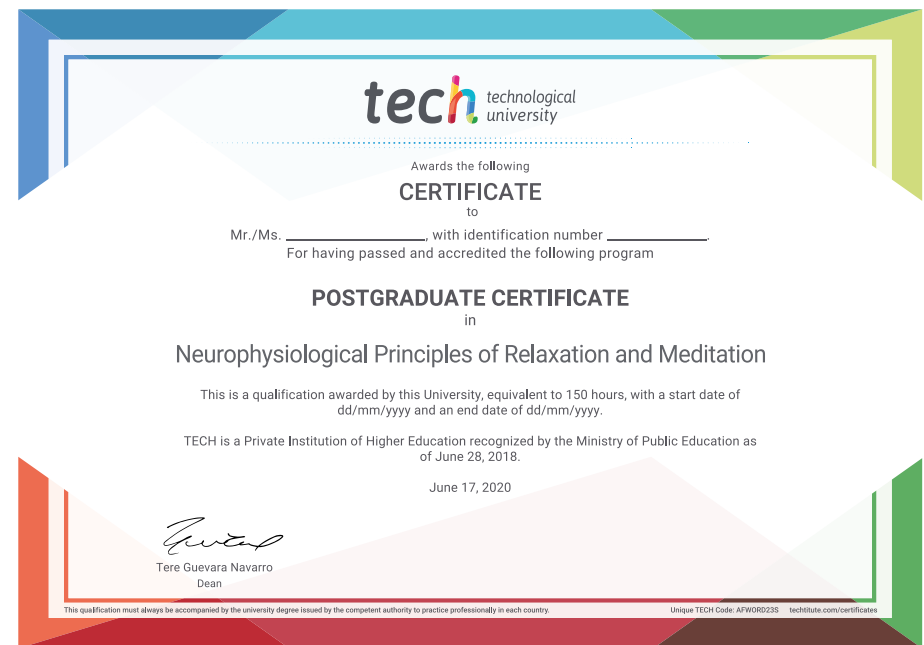 tech technological
university
Awards the following
CERTIFICATE
to
Mr./Ms. ____________________, with identification number ______________.
For having passed and accredited the following program
POSTGRADUATE CERTIFICATE
in
Neurophysiological Principles of Relaxation and Meditation
This is a qualification awarded by this University, equivalent to 150 hours, with a start date of
dd/mm/yyyy and an end date of dd/mm/yyyy.
TECH is a Private Institution of Higher Education recognized by the Ministry of Public Education as
of June 28, 2018.
June 17, 2020
Tere Guevara Navarro
Dean
This qualification must always be accompanied by the university degree issued by the competent authority to practice professionally in each country.
Unique TECH Code: AFWORD23S techtitute.com/certificates